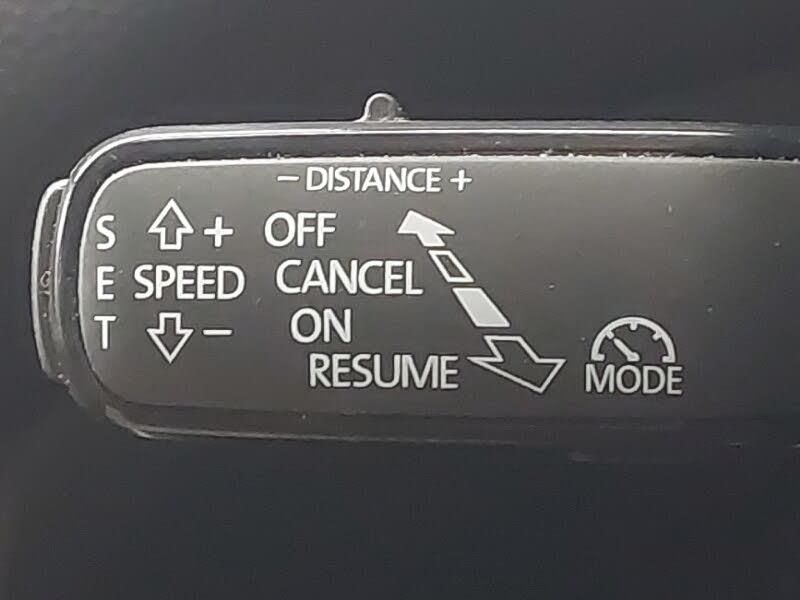 − DISTANCE +
S + OFF
E SPEED CANCEL
T − ON
RESUME MODE